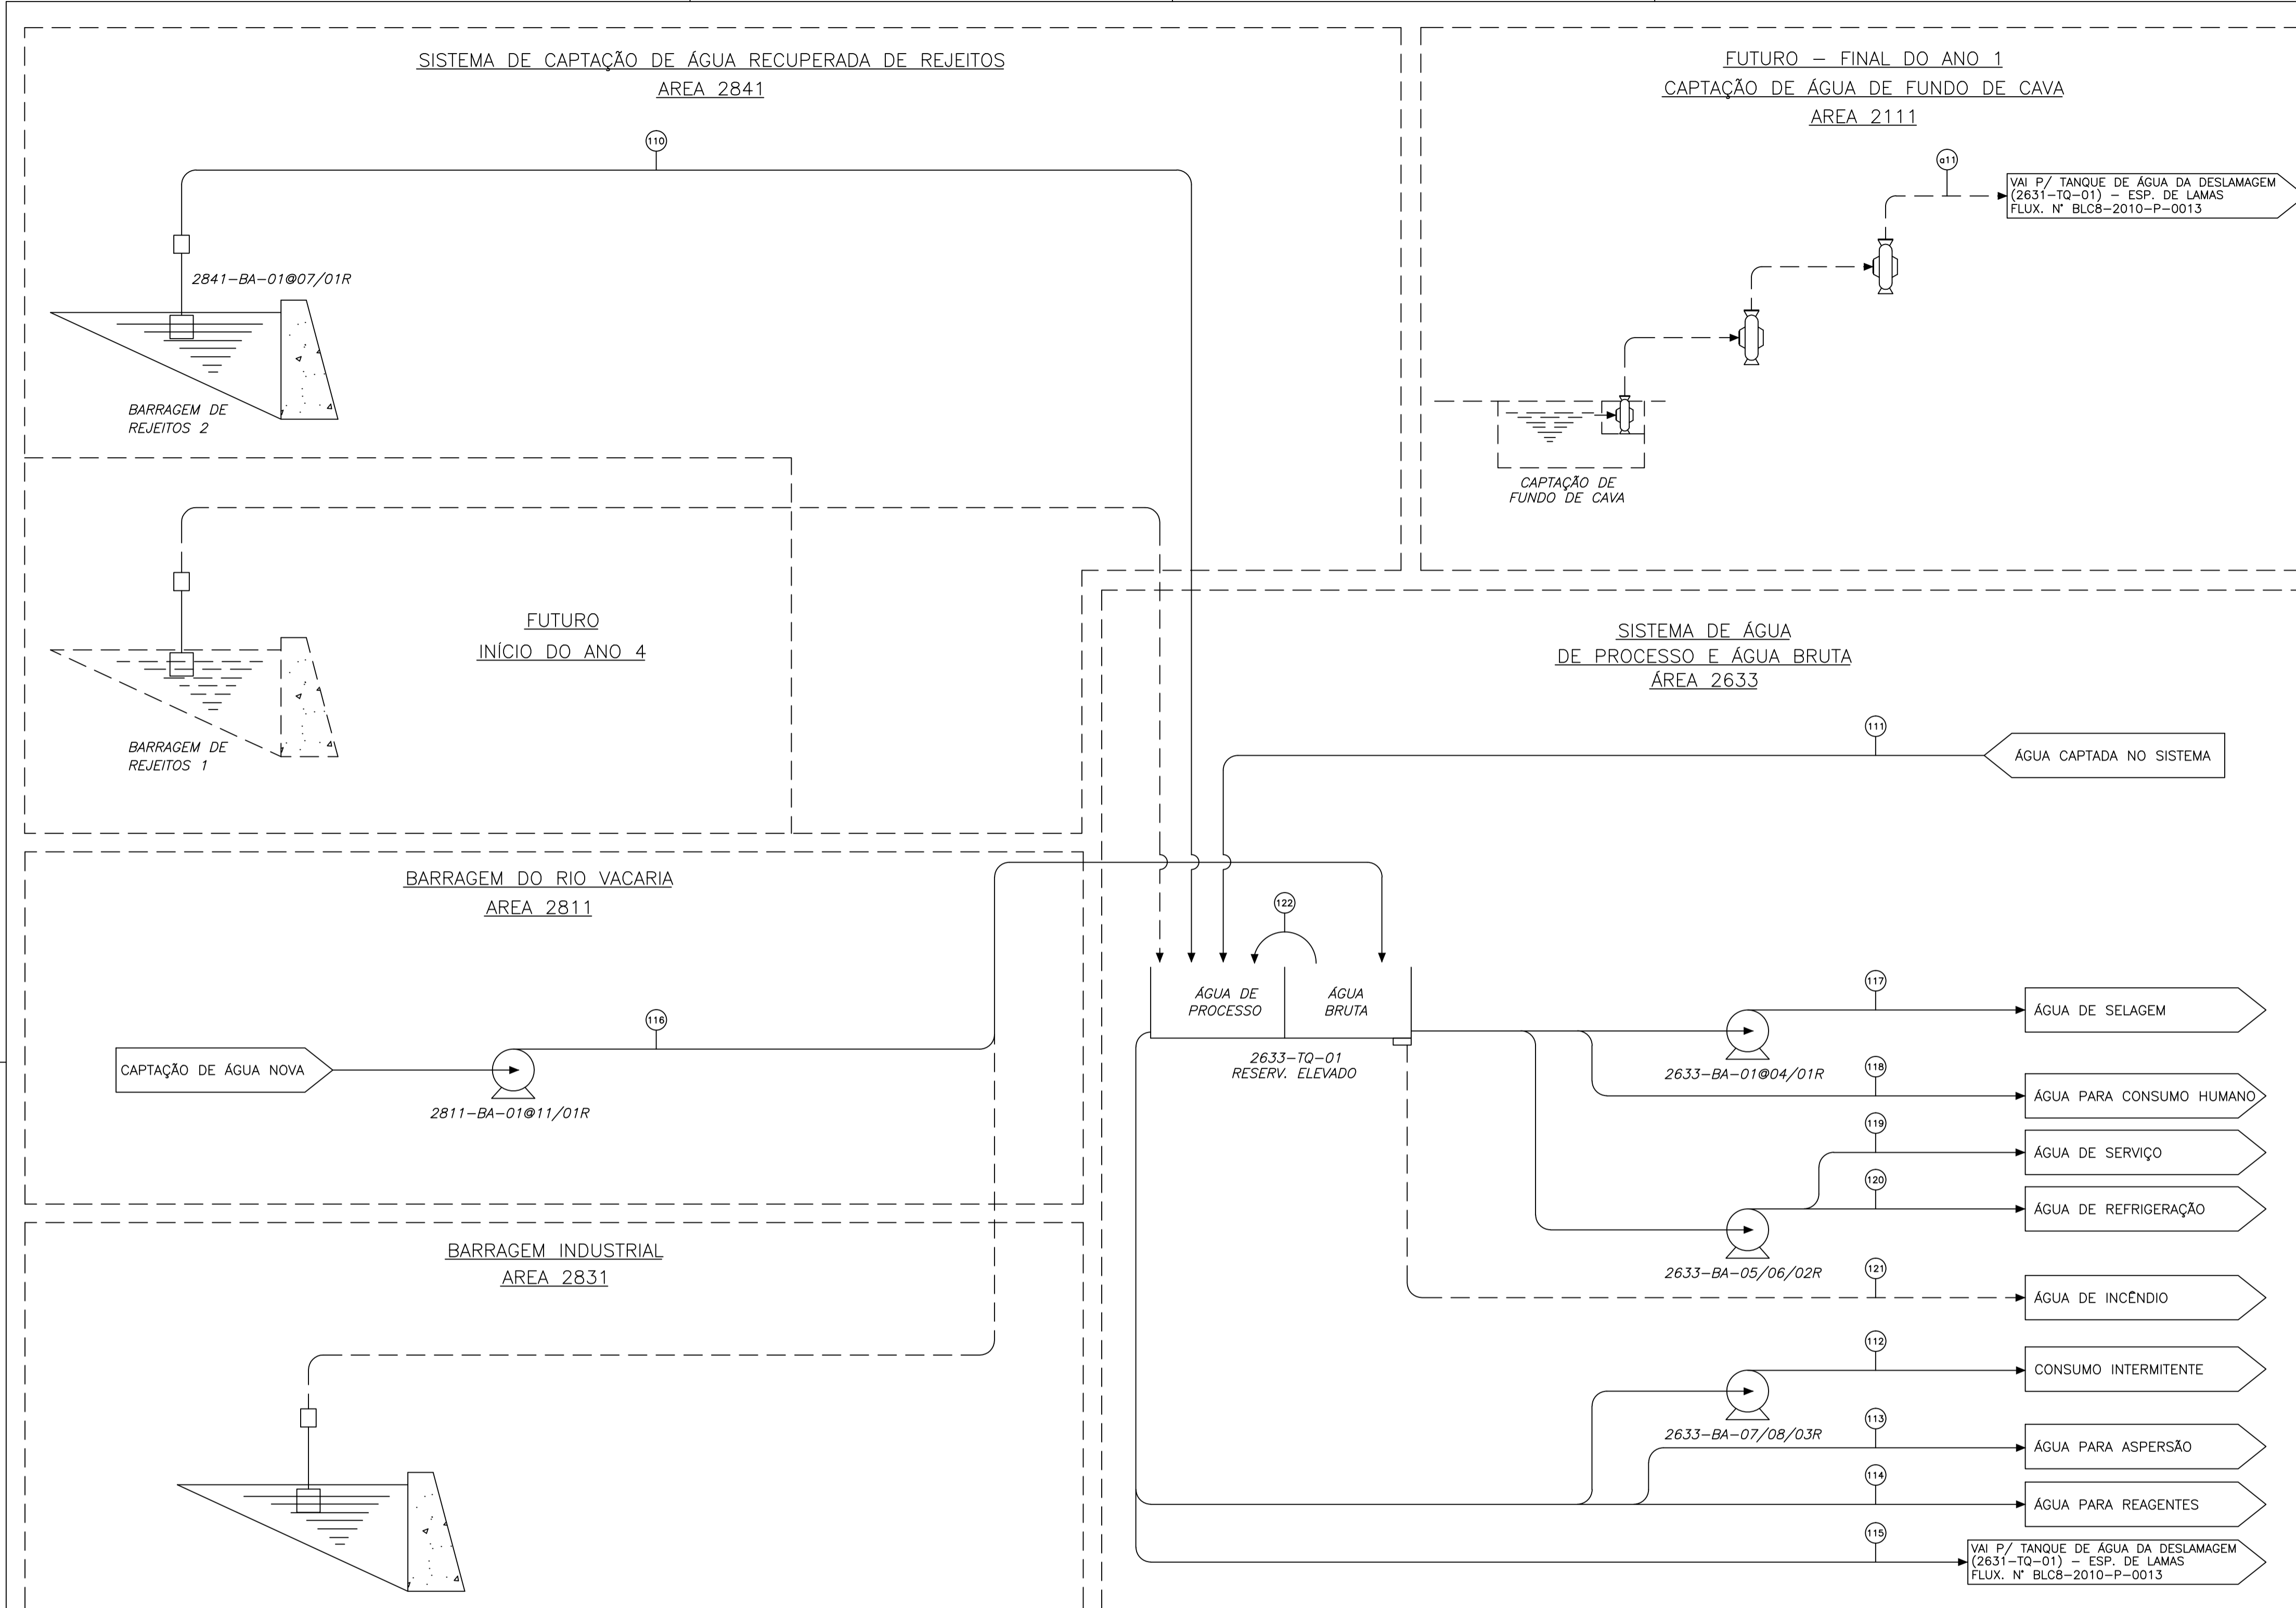 SISTEMA DE CAPTAÇÃO DE ÁGUA RECUPERADA DE REJEITOS
AREA 2841
110
2841-BA-01@07/01R
BARRAGEM DE
REJEITOS 2
FUTURO
INÍCIO DO ANO 4
BARRAGEM DE
REJEITOS 1
FUTURO – FINAL DO ANO 1
CAPTAÇÃO DE ÁGUA DE FUNDO DE CAVA
AREA 2111
a11
VAI P/ TANQUE DE ÁGUA DA DESLAMAGEM
(2631-TQ-01) – ESP. DE LAMAS
FLUX. N° BLC8-2010-P-0013
CAPTAÇÃO DE
FUNDO DE CAVA
BARRAGEM DO RIO VACARIA
AREA 2811
116
CAPTAÇÃO DE ÁGUA NOVA
2811-BA-01@11/01R
BARRAGEM INDUSTRIAL
AREA 2831
SISTEMA DE ÁGUA
DE PROCESSO E ÁGUA BRUTA
ÁREA 2633
111
ÁGUA CAPTADA NO SISTEMA
122
ÁGUA DE
PROCESSO
ÁGUA
BRUTA
2633-TQ-01
RESERV. ELEVADO
117
ÁGUA DE SELAGEM
2633-BA-01@04/01R
118
ÁGUA PARA CONSUMO HUMANO
119
ÁGUA DE SERVIÇO
120
ÁGUA DE REFRIGERAÇÃO
2633-BA-05/06/02R
121
ÁGUA DE INCÊNDIO
112
CONSUMO INTERMITENTE
2633-BA-07/08/03R
113
ÁGUA PARA ASPERSÃO
114
ÁGUA PARA REAGENTES
115
VAI P/ TANQUE DE ÁGUA DA DESLAMAGEM
(2631-TQ-01) – ESP. DE LAMAS
FLUX. N° BLC8-2010-P-0013